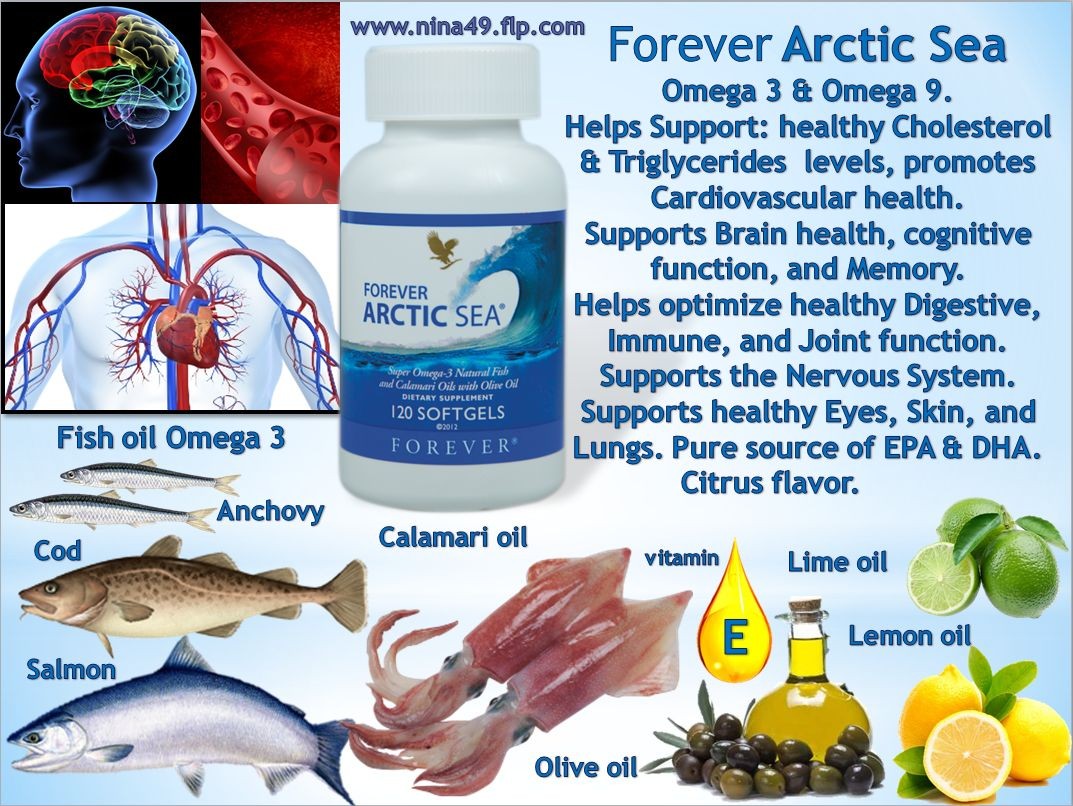 www.nina49.flp.com
Forever Arctic Sea
Omega 3 & Omega 9.
Helps Support: healthy Cholesterol
& Triglycerides levels, promotes
Cardiovascular health.
Supports Brain health, cognitive
function, and Memory.
Helps optimize healthy Digestive,
Immune, and Joint function.
Supports the Nervous System.
Supports healthy Eyes, Skin, and
Lungs. Pure source of EPA & DHA.
Citrus flavor.
FOREVER
ARCTIC SEA®
Super Omega-3 Natural Fish
and Calamari Oils with Olive Oil
DIETARY SUPPLEMENT
120 SOFTGELS
©2012
FOREVER®
Fish oil Omega 3
Anchovy
Cod
Salmon
Calamari oil
vitamin
E
Lime oil
Lemon oil
Olive oil